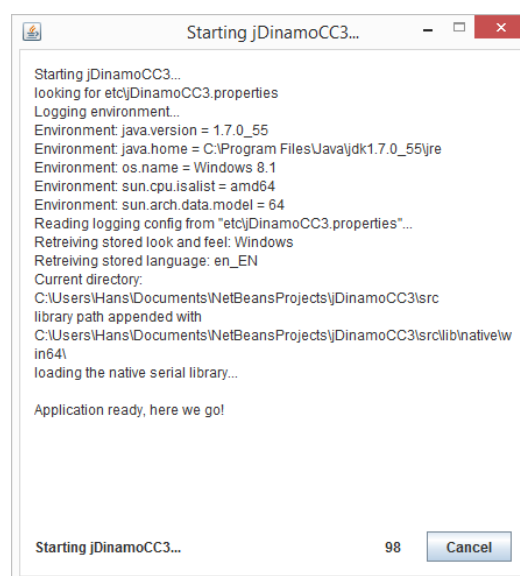 Starting jDinamoCC3...
Starting jDinamoCC3...
looking for etc\jDinamoCC3.properties
Logging environment...
Environment: java.version = 1.7.0_55
Environment: java.home = C:\Program Files\Java\jdk1.7.0_55\jre
Environment: os.name = Windows 8.1
Environment: sun.cpu.isalist = amd64
Environment: sun.arch.data.model = 64
Reading logging config from "etc\jDinamoCC3.properties"...
Retreiving stored look and feel: Windows
Retreiving stored language: en_EN
Current directory:
C:\Users\Hans\Documents\NetBeansProjects\jDinamoCC3\src
library path appended with
C:\Users\Hans\Documents\NetBeansProjects\jDinamoCC3\src\lib\native\w
in64\
loading the native serial library...
Application ready, here we go!
Starting jDinamoCC3... 98 Cancel